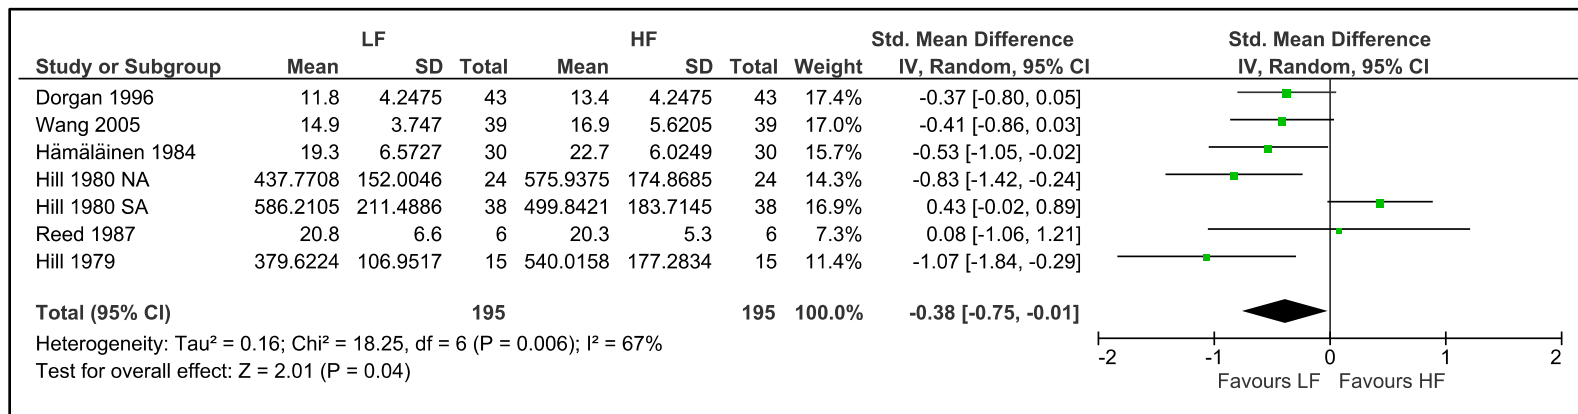 LF HF Std. Mean Difference Std. Mean Difference
Study or Subgroup Mean SD Total Mean SD Total Weight IV, Random, 95% CI IV, Random, 95% CI
Dorgan 1996 11.8 4.2475 43 13.4 4.2475 43 17.4% -0.37 [-0.80, 0.05]
Wang 2005 14.9 3.747 39 16.9 5.6205 39 17.0% -0.41 [-0.86, 0.03]
Hämäläinen 1984 19.3 6.5727 30 22.7 6.0249 30 15.7% -0.53 [-1.05, -0.02]
Hill 1980 NA 437.7708 152.0046 24 575.9375 174.8685 24 14.3% -0.83 [-1.42, -0.24]
Hill 1980 SA 586.2105 211.4886 38 499.8421 183.7145 38 16.9% 0.43 [-0.02, 0.89]
Reed 1987 20.8 6.6 6 20.3 5.3 6 7.3% 0.08 [-1.06, 1.21]
Hill 1979 379.6224 106.9517 15 540.0158 177.2834 15 11.4% -1.07 [-1.84, -0.29]
Total (95% CI) 195 195 100.0% -0.38 [-0.75, -0.01]
Heterogeneity: Tau² = 0.16; Chi² = 18.25, df = 6 (P = 0.006); I² = 67%
Test for overall effect: Z = 2.01 (P = 0.04)
-2 -1 0 1 2
Favours LF Favours HF